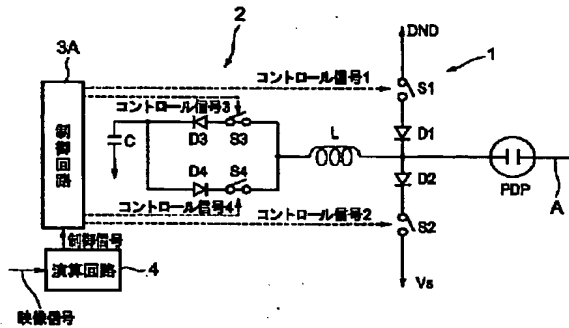 2
1
3A
DND
コントロール信号1
S1
コントロール信号3
制御回路
C
D3
S3
L
D1
D4
S4
D2
PDP
A
コントロール信号4
コントロール信号2
S2
制御信号
演算回路
4
Vs
映像信号